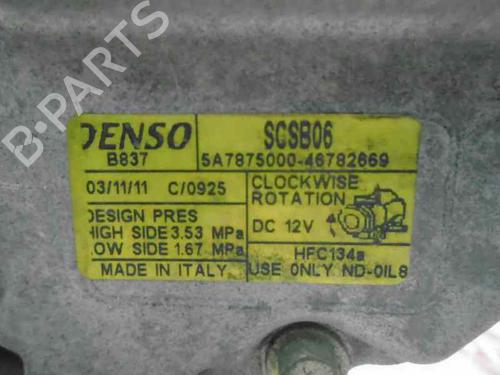 DENSO
B837
SCSB06
5A7875000-46782669
03/11/11 C/0925
CLOCKWISE
ROTATION
DC 12V
DESIGN PRES
HIGH SIDE 3.53 MPa
LOW SIDE 1.67 MPa
MADE IN ITALY
HFC134a
USE ONLY ND-OIL8